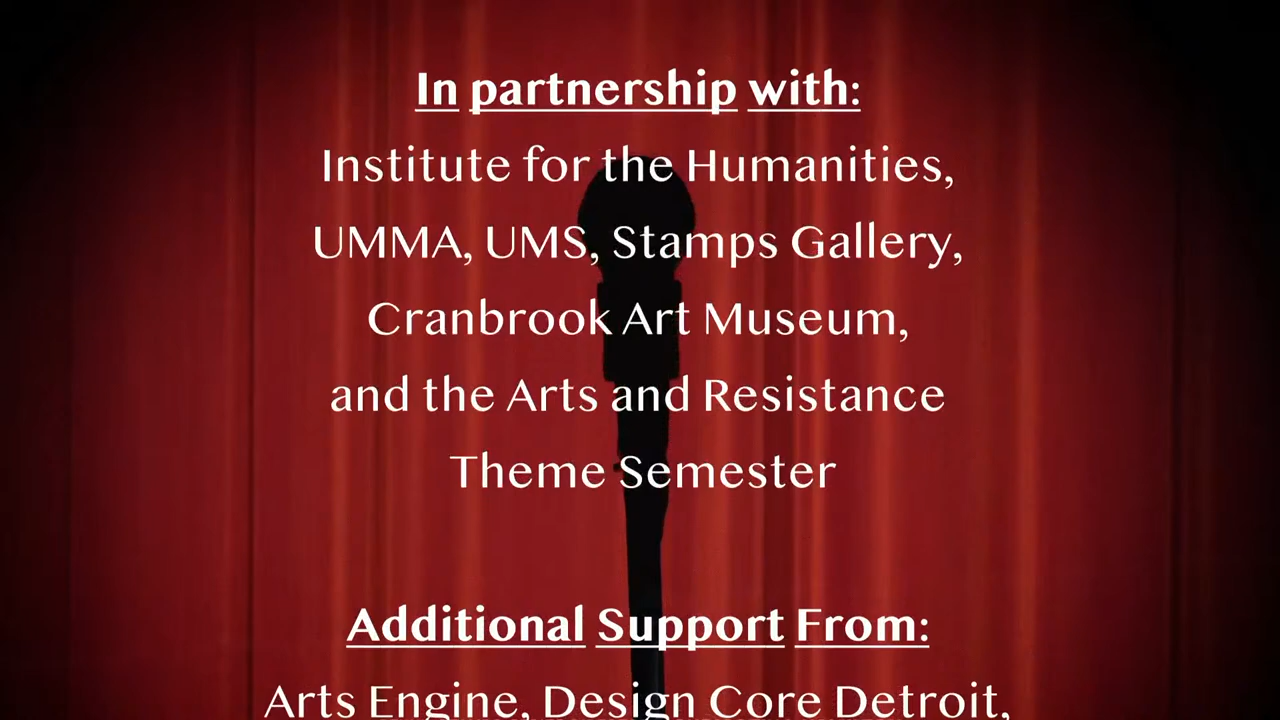 In partnership with:
Institute for the Humanities,
UMMA, UMS, Stamps Gallery,
Cranbrook Art Museum,
and the Arts and Resistance
Theme Semester
Additional Support From:
Arts Engine, Design Core Detroit,